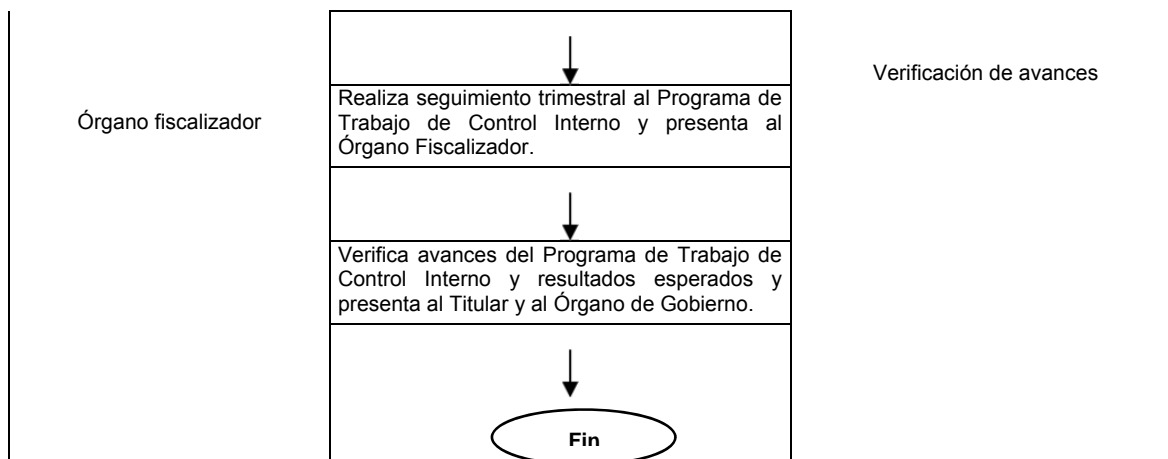 Verificación de avances
Órgano fiscalizador
Realiza seguimiento trimestral al Programa de
Trabajo de Control Interno y presenta al
Órgano Fiscalizador.
Verifica avances del Programa de Trabajo de
Control Interno y resultados esperados y
presenta al Titular y al Órgano de Gobierno.
Fin